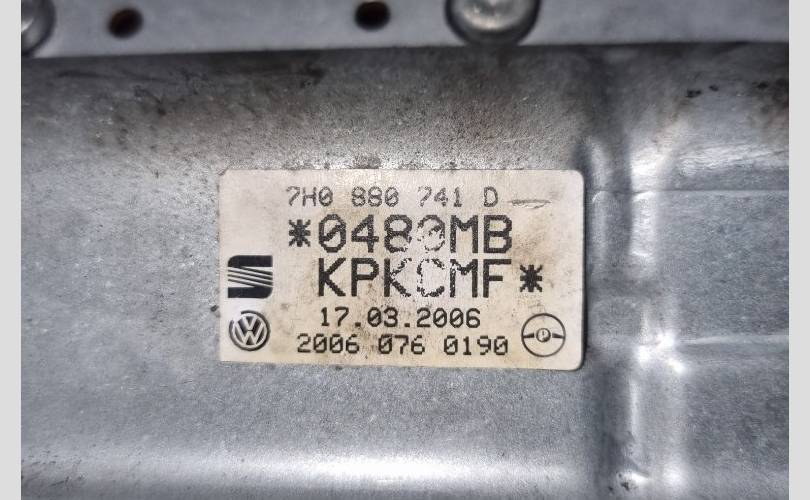 7H0 880 741 D
*0480MB
KPKCMF*
17.03.2006
2006 076 0190